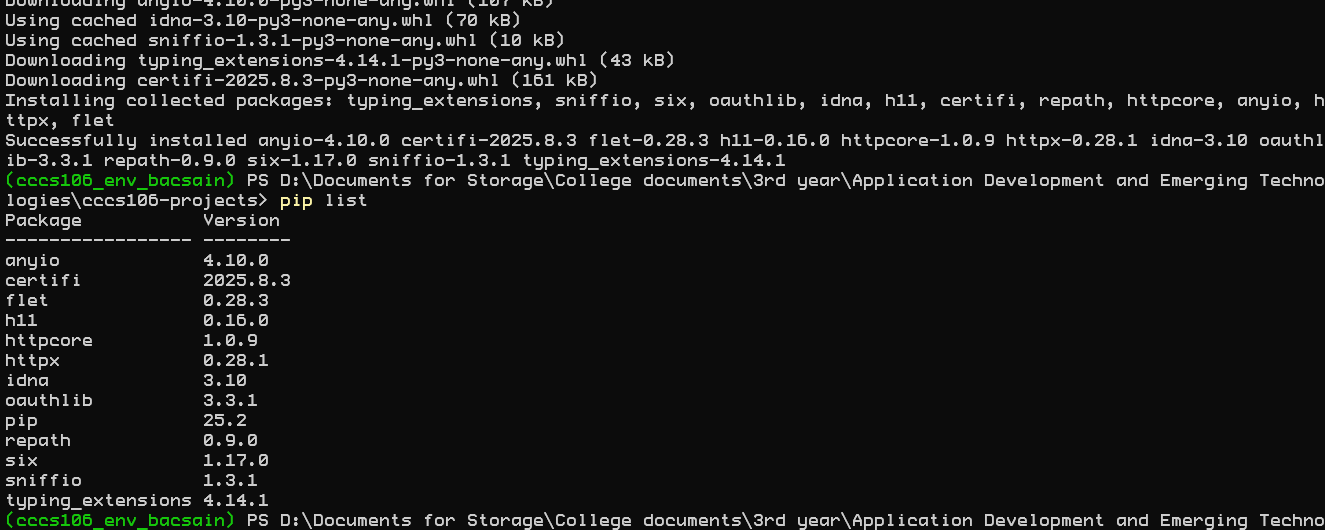 Downloading anyio-4.10.0-py3-none-any.whl (107 kB)
Using cached idna-3.10-py3-none-any.whl (70 kB)
Using cached sniffio-1.3.1-py3-none-any.whl (10 kB)
Downloading typing_extensions-4.14.1-py3-none-any.whl (43 kB)
Downloading certifi-2025.8.3-py3-none-any.whl (161 kB)
Installing collected packages: typing_extensions, sniffio, six, oauthlib, idna, h11, certifi, repath, httpcore, anyio, h
ttpx, flet
Successfully installed anyio-4.10.0 certifi-2025.8.3 flet-0.28.3 h11-0.16.0 httpcore-1.0.9 httpx-0.28.1 idna-3.10 oauthl
ib-3.3.1 repath-0.9.0 six-1.17.0 sniffio-1.3.1 typing_extensions-4.14.1
(cccs106_env_bacsain) PS D:\Documents for Storage\College documents\3rd year\Application Development and Emerging Techno
logies\cccs106-projects> pip list
Package           Version
----------------- --------
anyio             4.10.0
certifi           2025.8.3
flet              0.28.3
h11               0.16.0
httpcore          1.0.9
httpx             0.28.1
idna              3.10
oauthlib          3.3.1
pip               25.2
repath            0.9.0
six               1.17.0
sniffio           1.3.1
typing_extensions 4.14.1
(cccs106_env_bacsain) PS D:\Documents for Storage\College documents\3rd year\Application Development and Emerging Techno